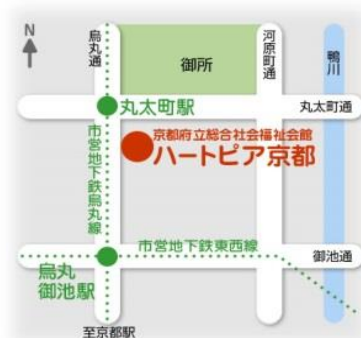 N
烏丸通
御所
河原町通
鴨川
丸太町駅
丸太町通
京都府立総合社会福祉会館
ハートピア京都
市営地下鉄烏丸線
市営地下鉄東西線
烏丸
御池駅
御池通
至京都駅